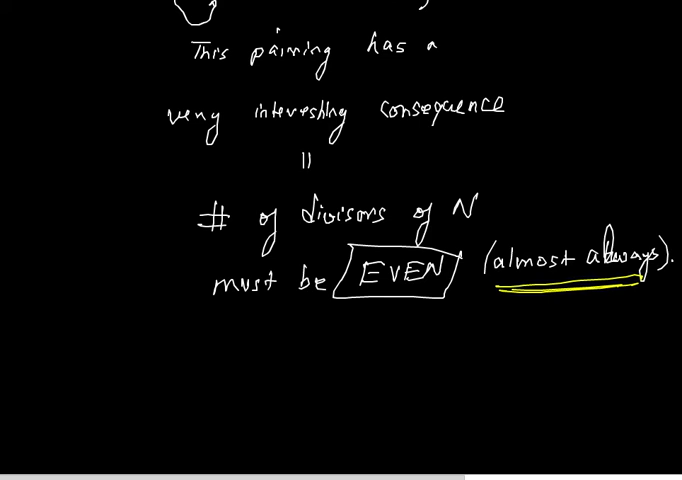 This pairing has a
very interesting consequence
||
# of divisors of N
must be EVEN (almost always).